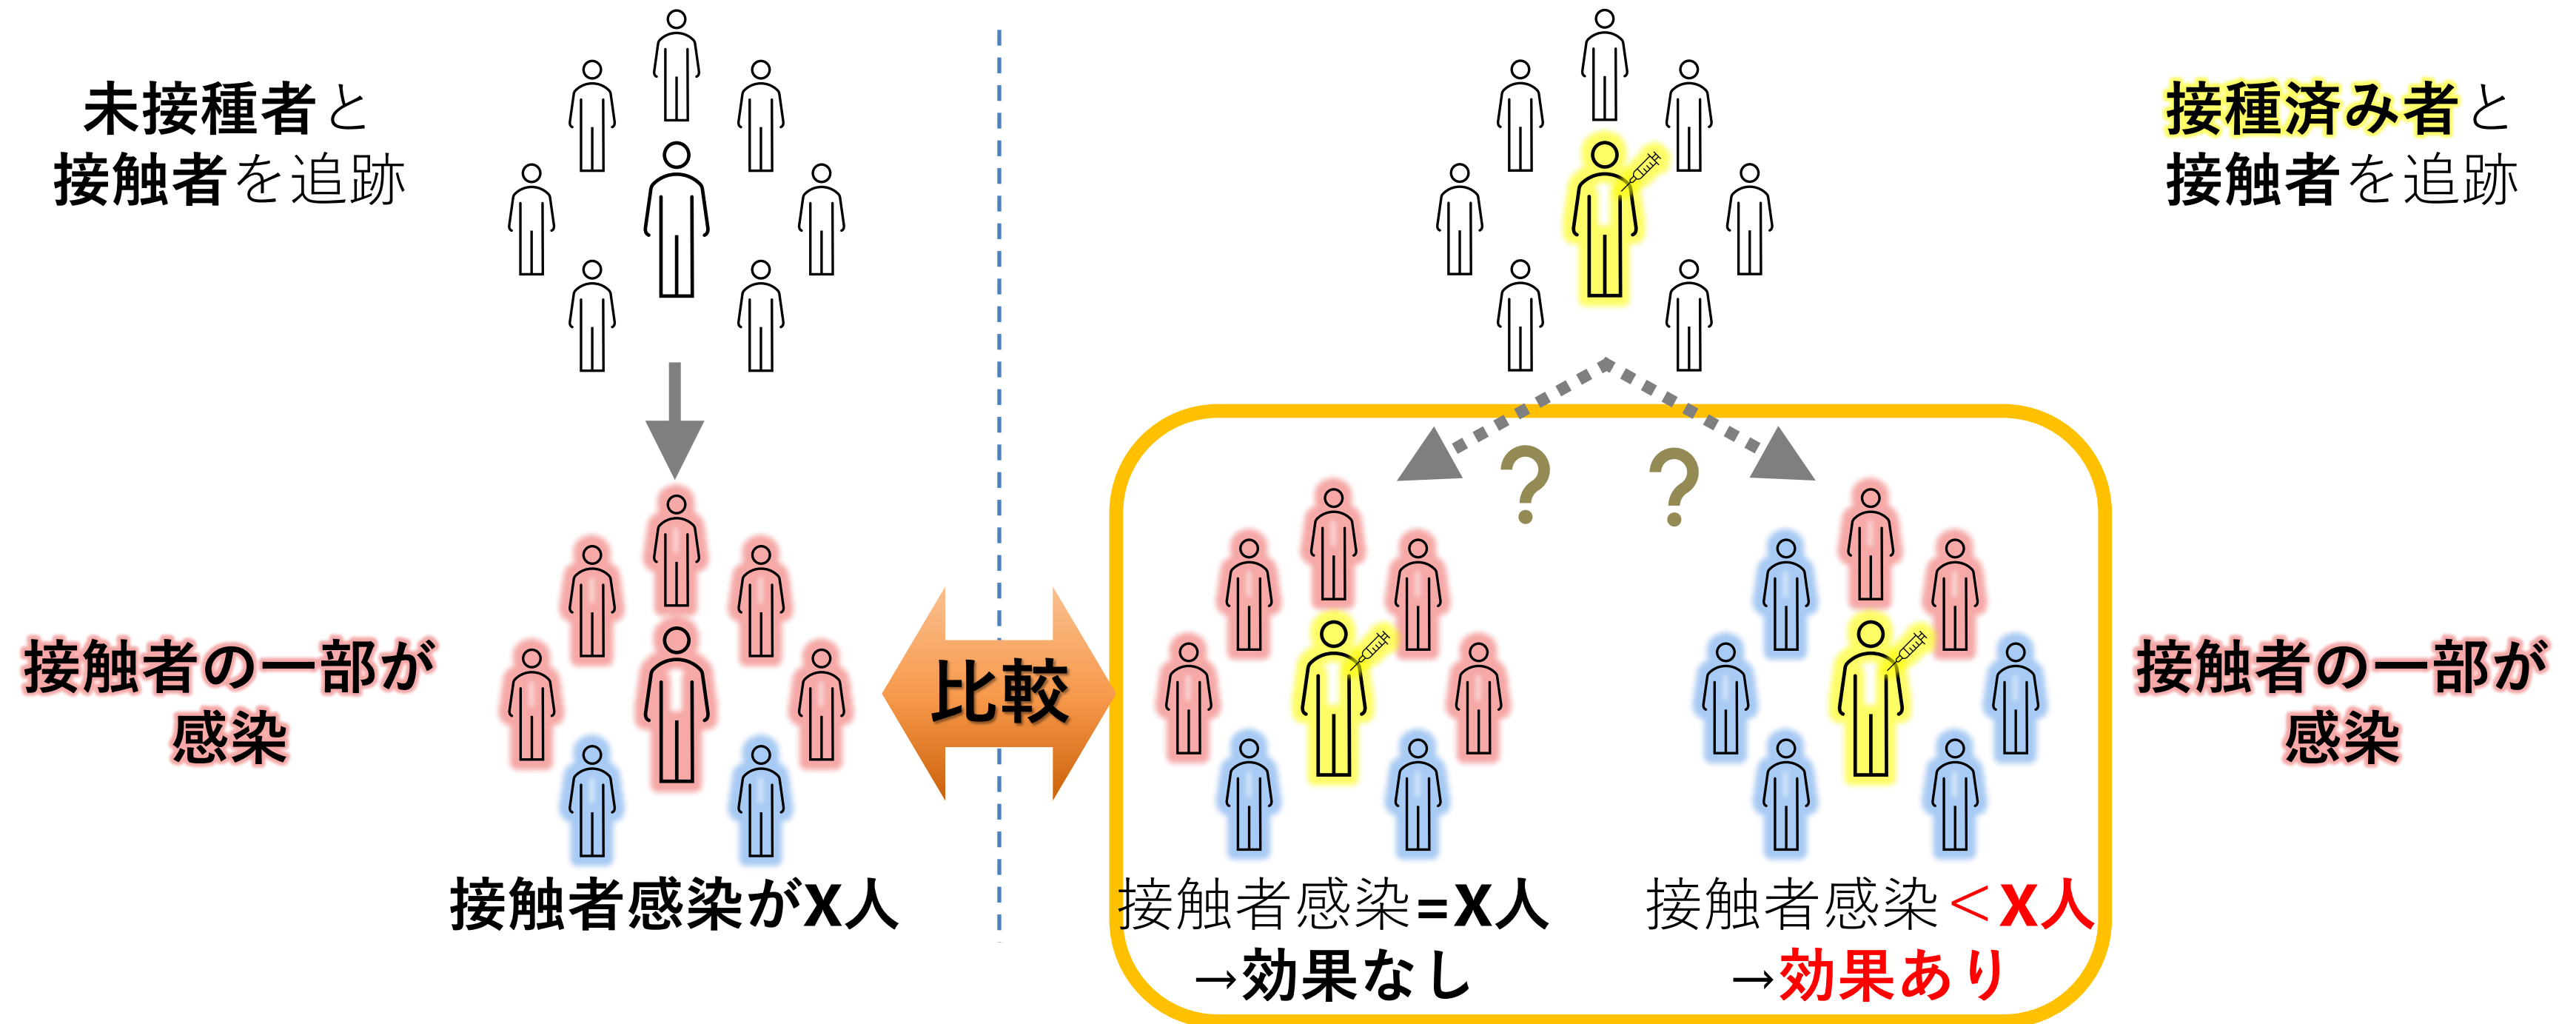 未接種者と
接触者を追跡
接種済み者と
接触者を追跡
? ?
接触者の一部が
感染
比較
接触者の一部が
感染
接触者感染がX人
接触者感染=X人
→効果なし
接触者感染<X人
→効果あり